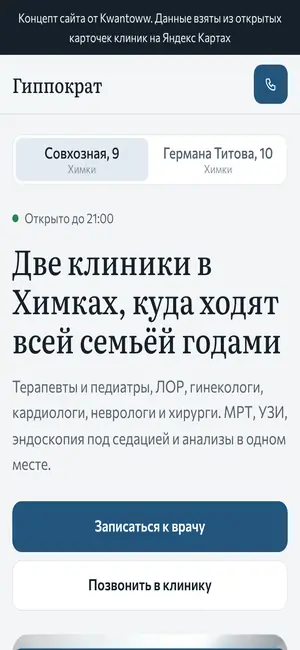 Концепт сайта от Kwantoww. Данные взяты из открытых
карточек клиник на Яндекс Картах
Гиппократ
Совхозная, 9
Химки
Германа Титова, 10
Химки
Открыто до 21:00
Две клиники в
Химках, куда ходят
всей семьёй годами
Терапевты и педиатры, ЛОР, гинекологи,
кардиологи, неврологи и хирурги. МРТ, УЗИ,
эндоскопия под седацией и анализы в одном
месте.
Записаться к врачу
Позвонить в клинику